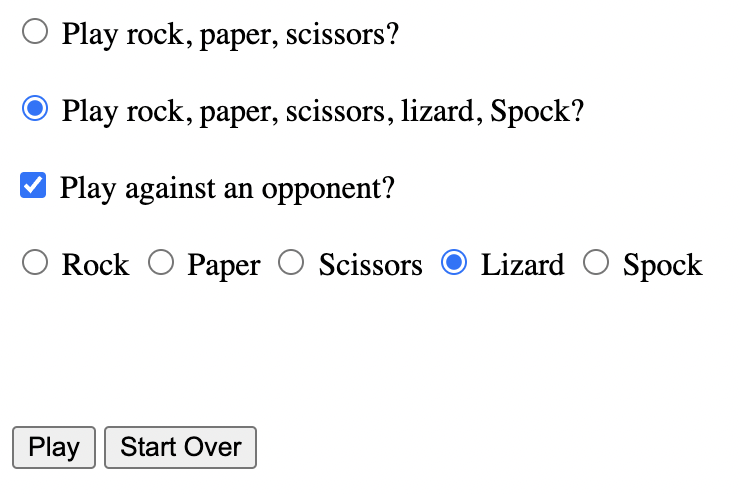 Play rock, paper, scissors?
Play rock, paper, scissors, lizard, Spock?
Play against an opponent?
Rock Paper Scissors Lizard Spock
Play Start Over